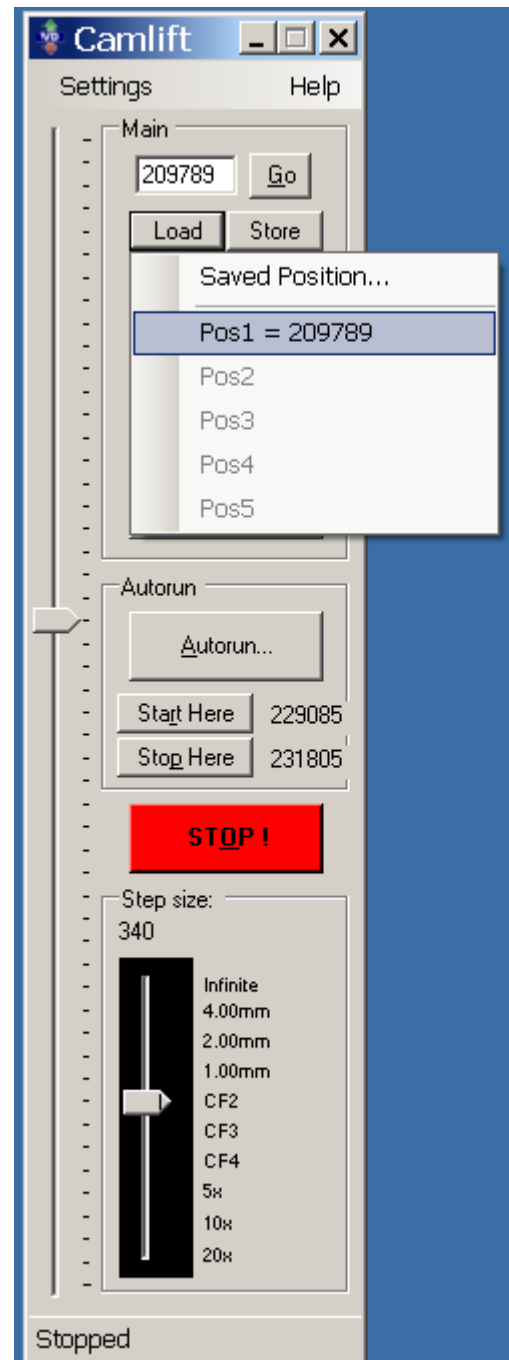 Camlift
Settings Help
Main
209789 Go
Load Store
Saved Position...
Pos1 = 209789
Pos2
Pos3
Pos4
Pos5
Autorun
Autorun...
Start Here 229085
Stop Here 231805
STOP !
Step size:
340
Infinite
4.00mm
2.00mm
1.00mm
CF2
CF3
CF4
5x
10x
20x
Stopped